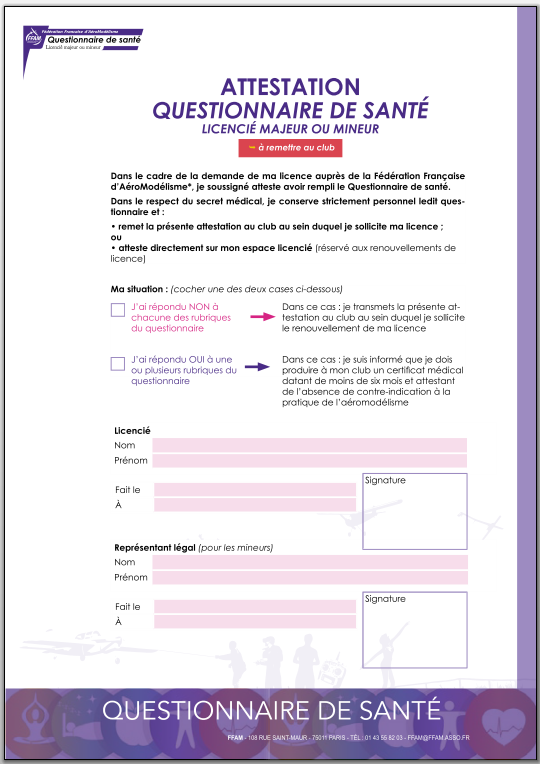 Fédération Française d'AéroModélisme
FFAM
Questionnaire de santé
Licencié majeur ou mineur
ATTESTATION
QUESTIONNAIRE DE SANTÉ
LICENCIÉ MAJEUR OU MINEUR
➥ à remettre au club
Dans le cadre de la demande de ma licence auprès de la Fédération Française
d'AéroModélisme*, je soussigné atteste avoir rempli le Questionnaire de santé.
Dans le respect du secret médical, je conserve strictement personnel ledit ques-
tionnaire et :
• remet la présente attestation au club au sein duquel je sollicite ma licence ;
ou
• atteste directement sur mon espace licencié (réservé aux renouvellements de
licence)
Ma situation : (cocher une des deux cases ci-dessous)
J'ai répondu NON à
chacune des rubriques
du questionnaire
Dans ce cas : je transmets la présente at-
testation au club au sein duquel je sollicite
le renouvellement de ma licence
J'ai répondu OUI à une
ou plusieurs rubriques du
questionnaire
Dans ce cas : je suis informé que je dois
produire à mon club un certificat médical
datant de moins de six mois et attestant
de l'absence de contre-indication à la
pratique de l'aéromodélisme
Licencié
Nom
Prénom
Fait le
À
Signature
Représentant légal (pour les mineurs)
Nom
Prénom
Fait le
À
Signature
QUESTIONNAIRE DE SANTÉ
FFAM - 108 RUE SAINT-MAUR - 75011 PARIS - TÉL : 01 43 55 82 03 - FFAM@FFAM.ASSO.FR